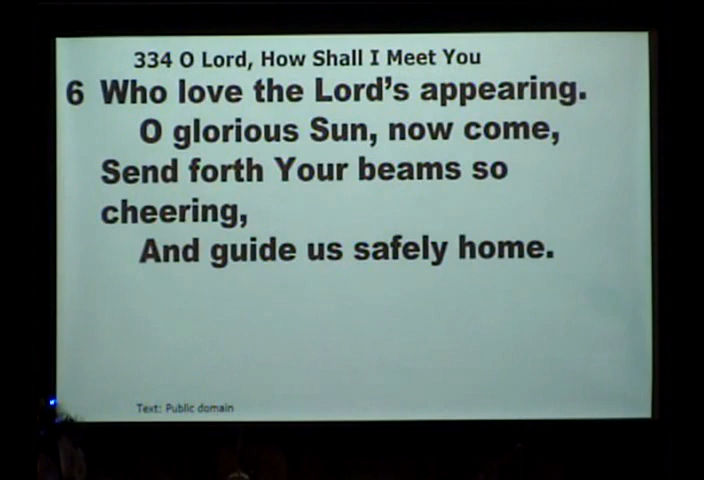 334 O Lord, How Shall I Meet You
6 Who love the Lord's appearing.
O glorious Sun, now come,
Send forth Your beams so
cheering,
And guide us safely home.
Text: Public domain